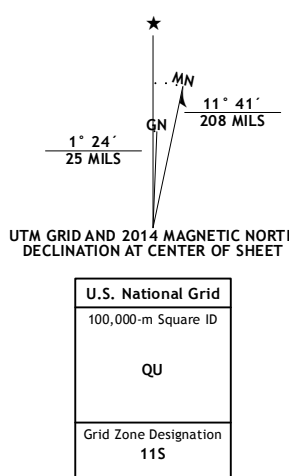 ★
MN
GN
11° 41´
208 MILS
1° 24´
25 MILS
UTM GRID AND 2014 MAGNETIC NORTH
DECLINATION AT CENTER OF SHEET
U.S. National Grid
100,000-m Square ID
QU
Grid Zone Designation
11S